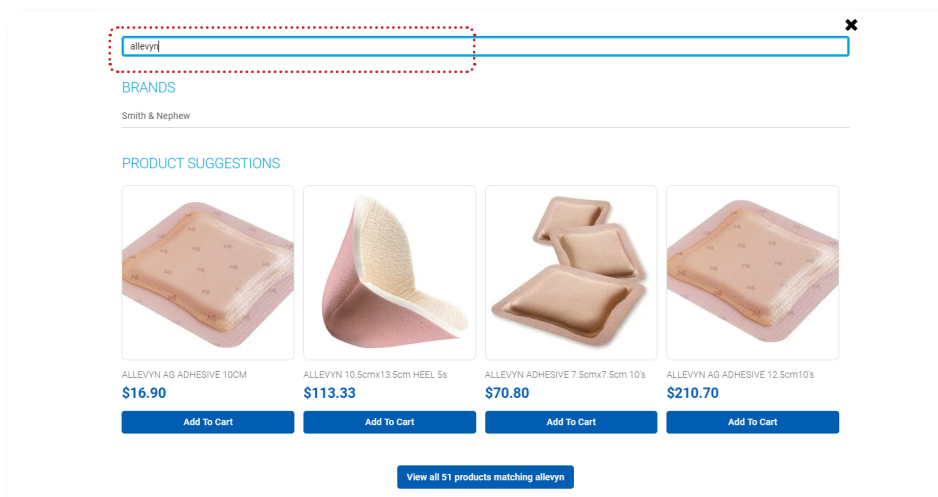 allevyn
BRANDS
Smith & Nephew
PRODUCT SUGGESTIONS
ALLEVYN AG ADHESIVE 10CM
$16.90
Add To Cart
ALLEVYN 10.5cmx13.5cm HEEL 5s
$113.33
Add To Cart
ALLEVYN ADHESIVE 7.5cmx7.5cm 10's
$70.80
Add To Cart
ALLEVYN AG ADHESIVE 12.5cm10's
$210.70
Add To Cart
View all 51 products matching allevyn